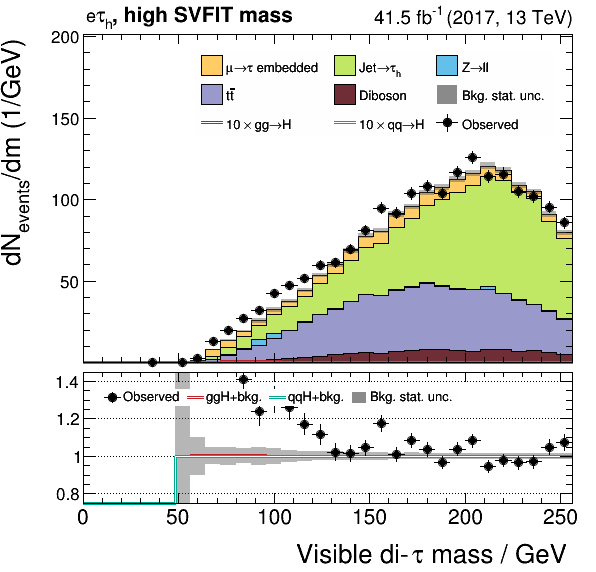 eτh, high SVFIT mass 41.5 fb-1 (2017, 13 TeV)
dNevents/dm (1/GeV)
200
150
100
50
μ→τ embedded Jet→τh Z→ll
tt̄ Diboson Bkg. stat. unc.
10 × gg→H 10 × qq→H Observed
1.4
1.2
1
0.8
Observed ggH+bkg. qqH+bkg. Bkg. stat. unc.
0 50 100 150 200 250
Visible di-τ mass / GeV